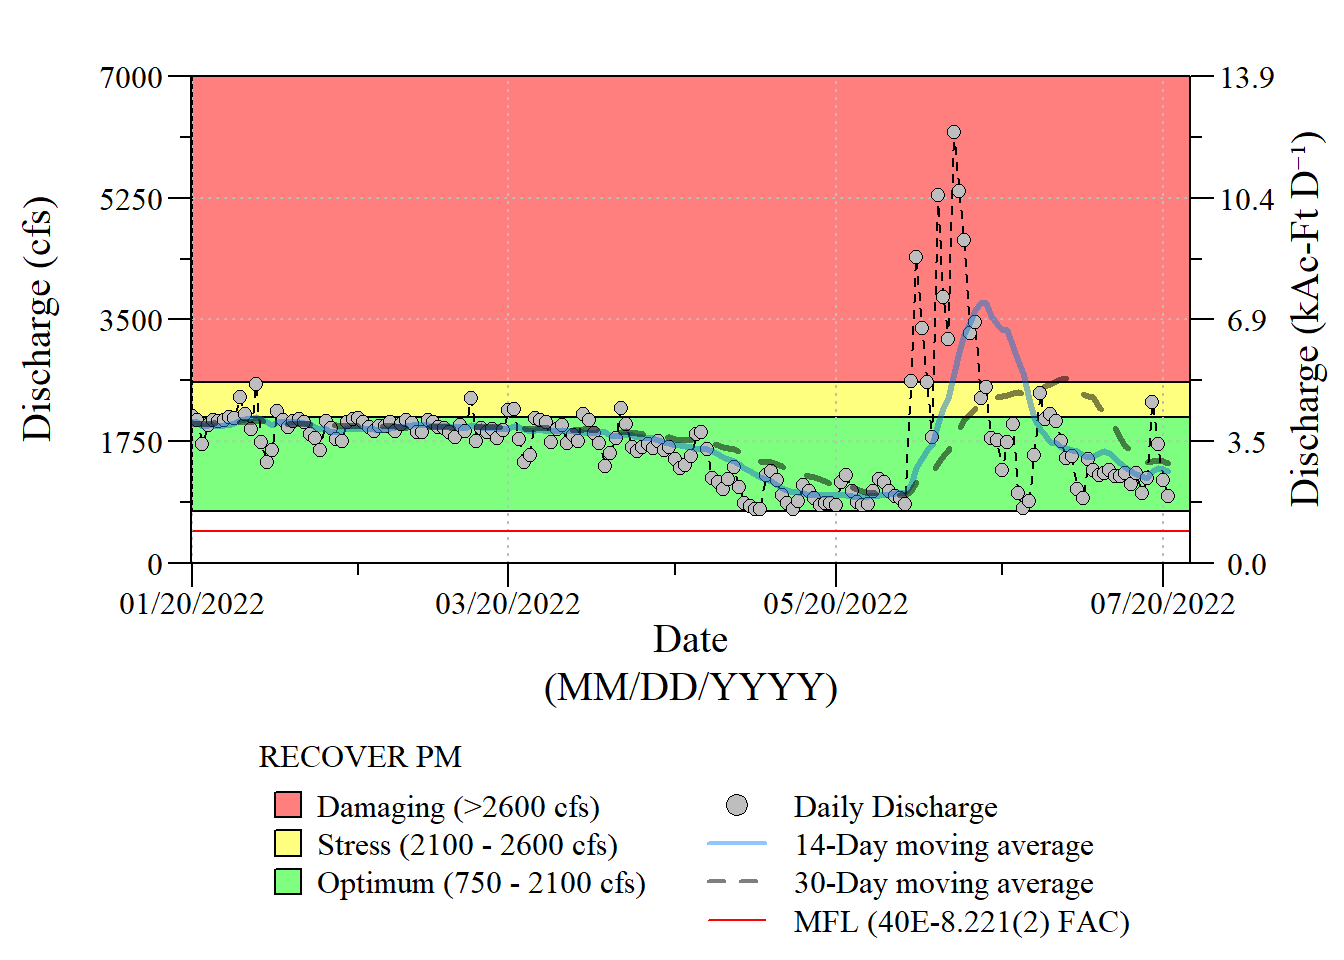 7000
5250
3500
1750
0
Discharge (cfs)
13.9
10.4
6.9
3.5
0.0
Discharge (kAc-Ft D⁻¹)
01/20/2022 03/20/2022 05/20/2022 07/20/2022
Date
(MM/DD/YYYY)
RECOVER PM
Damaging (>2600 cfs)
Stress (2100 - 2600 cfs)
Optimum (750 - 2100 cfs)
Daily Discharge
14-Day moving average
30-Day moving average
MFL (40E-8.221(2) FAC)